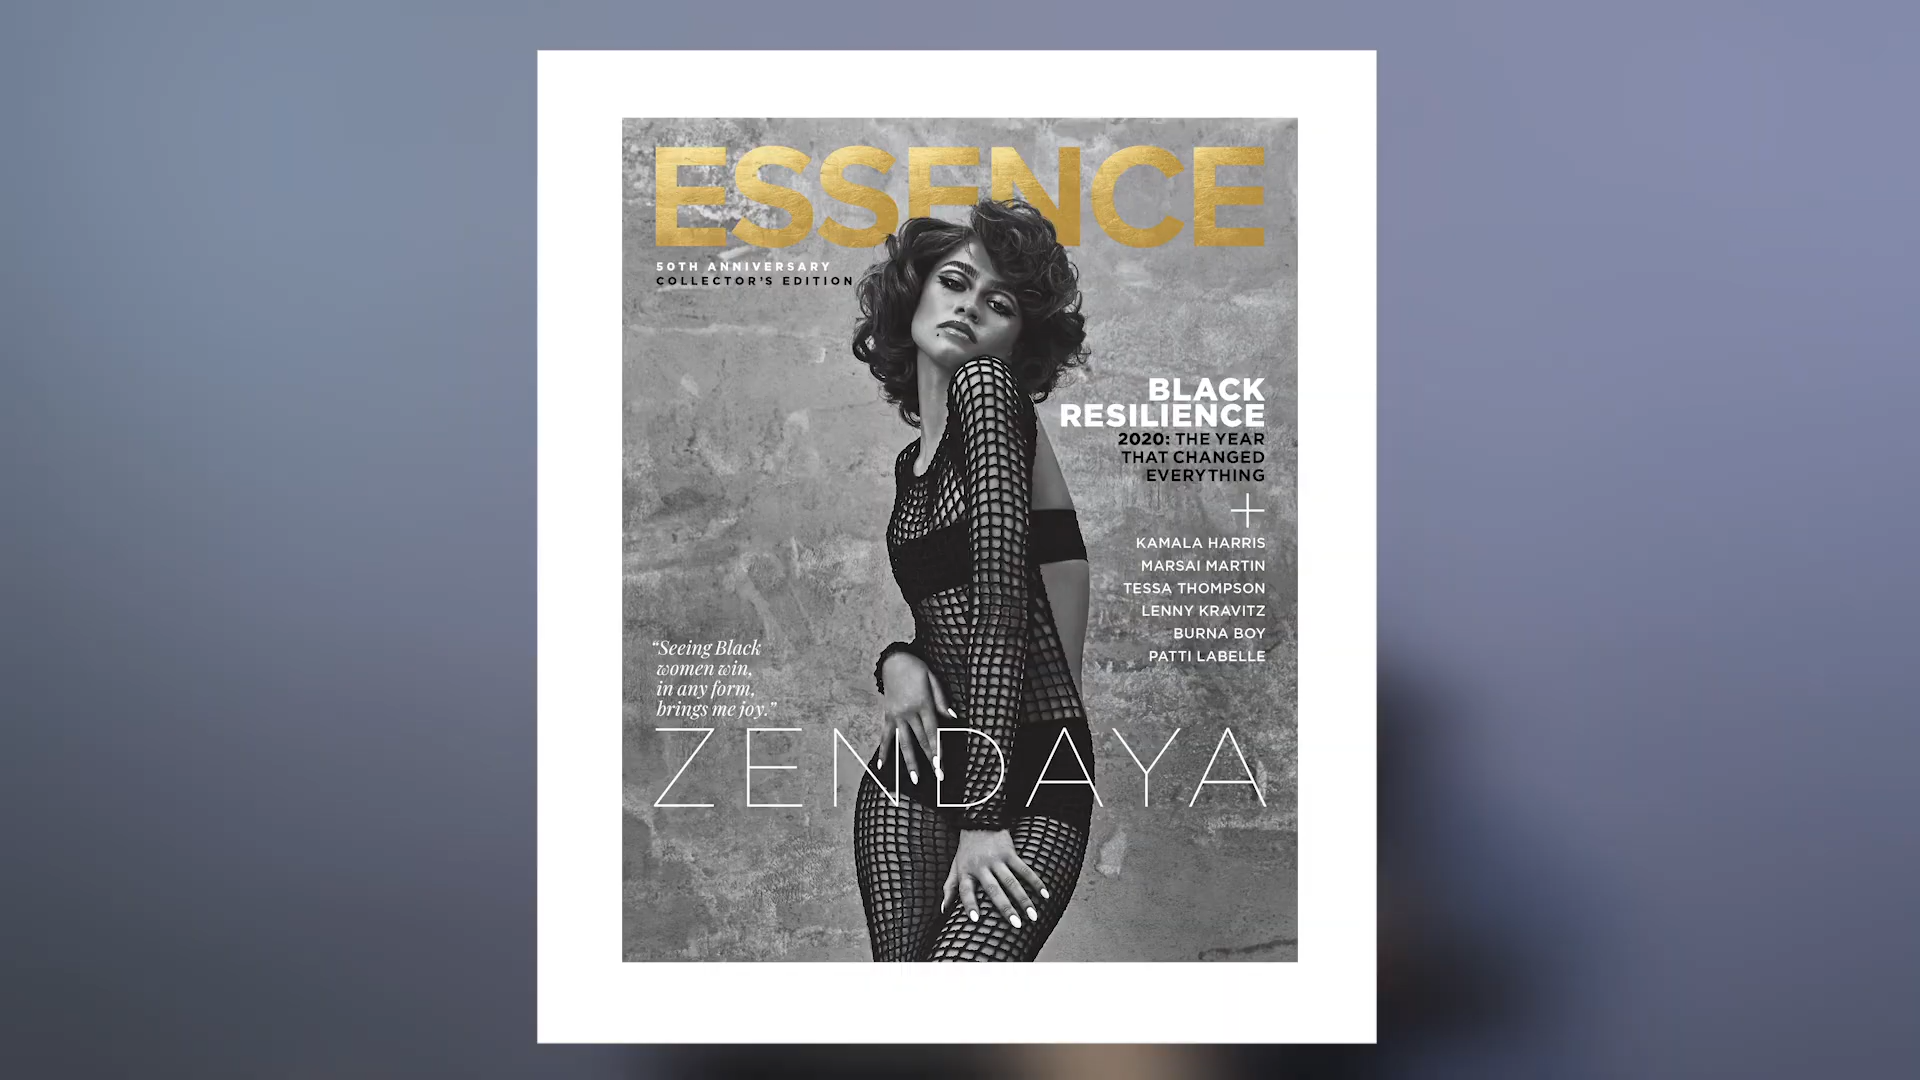 ESSENCE
50TH ANNIVERSARY
COLLECTOR'S EDITION
BLACK
RESILIENCE
2020: THE YEAR
THAT CHANGED
EVERYTHING
+
KAMALA HARRIS
MARSAI MARTIN
TESSA THOMPSON
LENNY KRAVITZ
BURNA BOY
PATTI LABELLE
“Seeing Black
women win,
in any form,
brings me joy.”
ZENDAYA